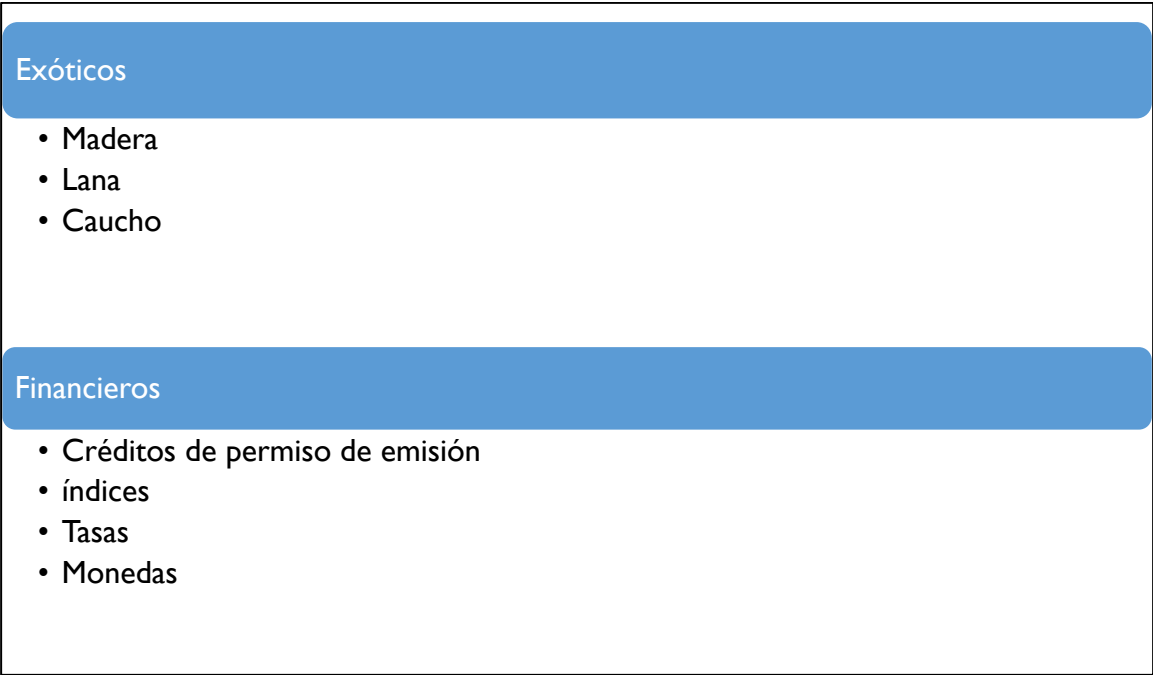 Exóticos
• Madera
• Lana
• Caucho
Financieros
• Créditos de permiso de emisión
• índices
• Tasas
• Monedas